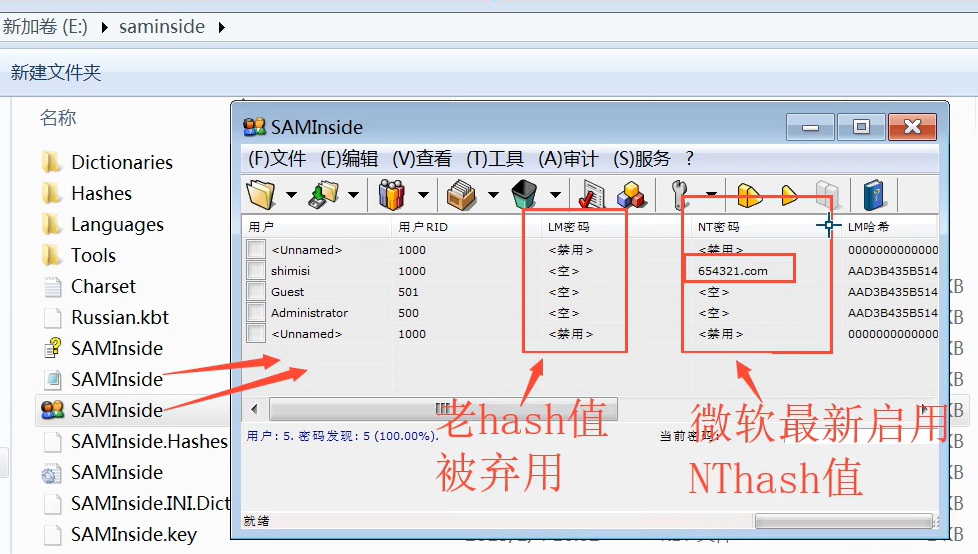 新加卷 (E:) saminside
新建文件夹
名称
Dictionaries
Hashes
Languages
Tools
Charset
Russian.kbt
SAMInside
SAMInside
SAMInside
SAMInside.Hashes
SAMInside
SAMInside.INI.Dict
SAMInside.key
SAMInside
(F)文件 (E)编辑 (V)查看 (T)工具 (A)审计 (S)服务 ?
用户 用户RID LM密码 NT密码 LM哈希
<Unnamed> 1000 <禁用> <禁用> 000000000000
shimisi 1000 <空> 654321.com AAD3B435B514
Guest 501 <空> <空> AAD3B435B514
Administrator 500 <空> <空> AAD3B435B514
<Unnamed> 1000 <禁用> <禁用> 000000000000
用户: 5. 密码发现: 5 (100.00%). 当前密码:
老hash值
被弃用
微软最新启用
NThash值
就绪
KB
KB
KB
KB
KB
KB